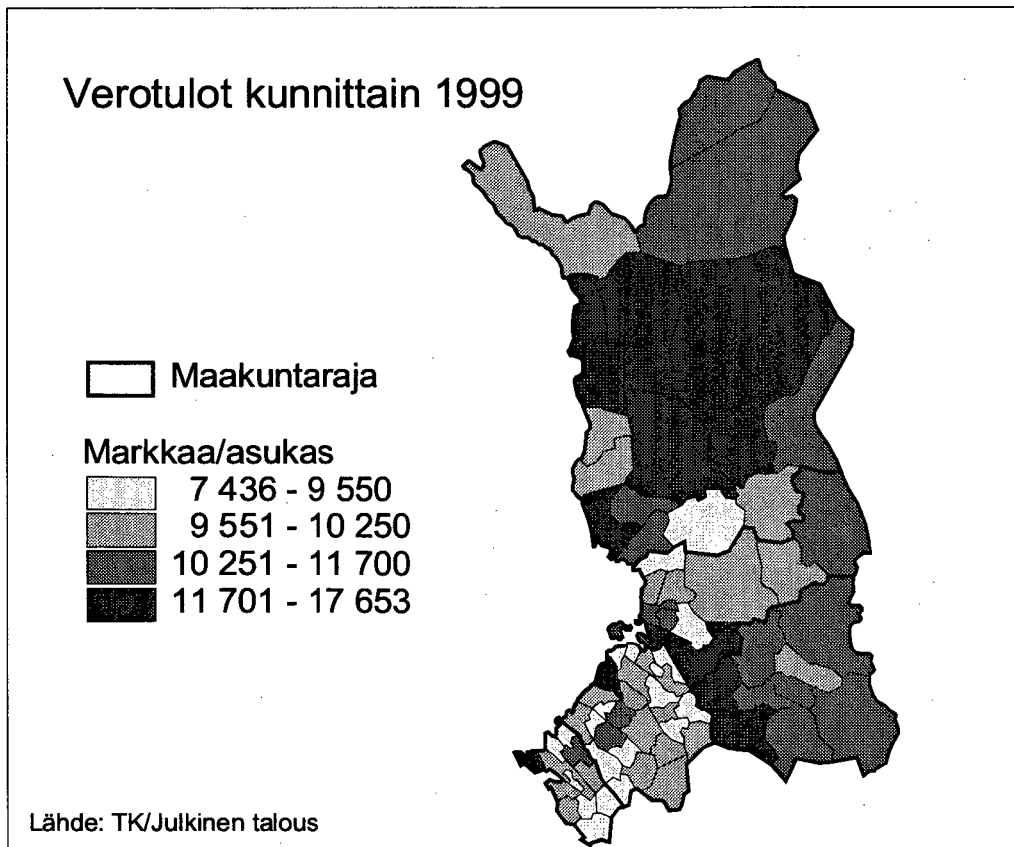 Verotulot kunnittain 1999
Maakuntaraja
Markkaa/asukas
7 436 - 9 550
9 551 - 10 250
10 251 - 11 700
11 701 - 17 653
Lähde: TK/Julkinen talous